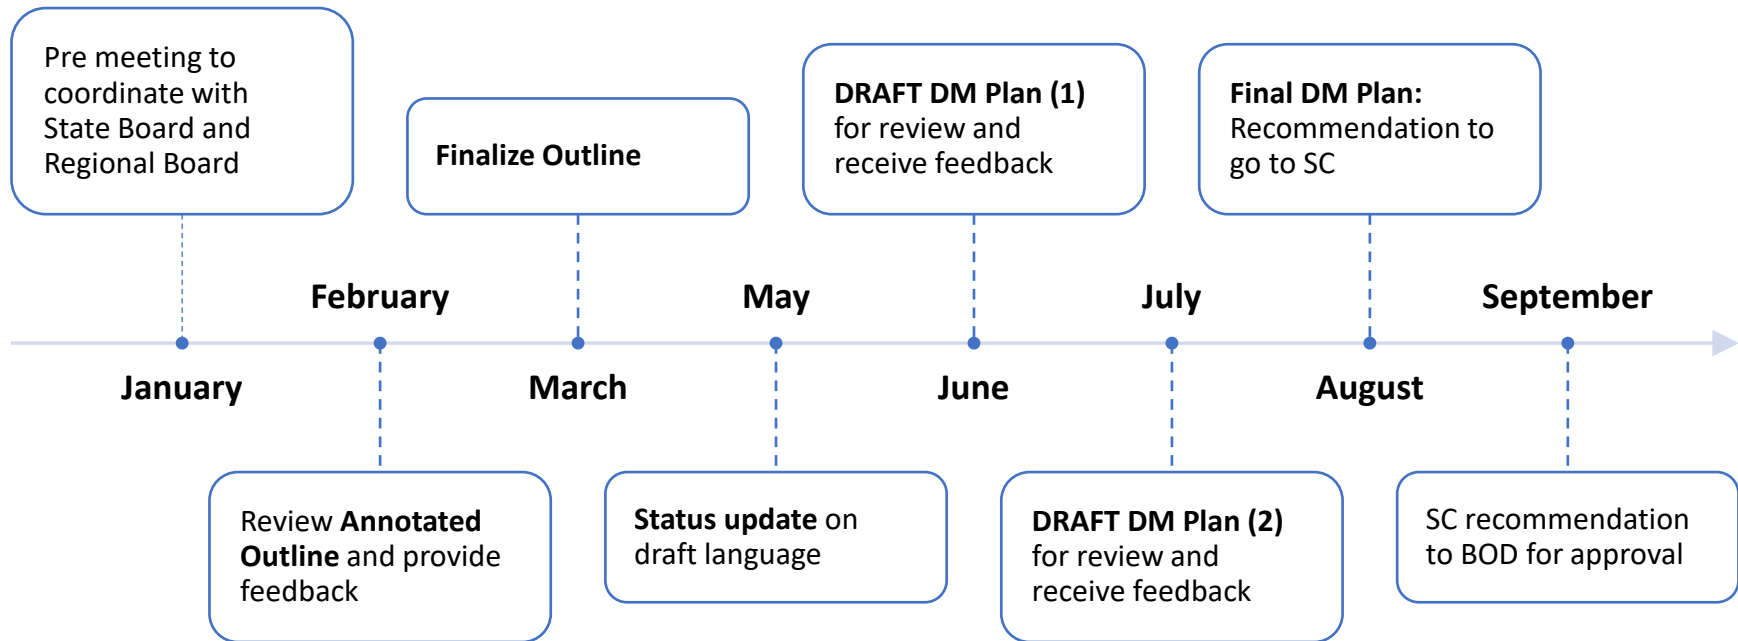 Pre meeting to
coordinate with
State Board and
Regional Board
Finalize Outline
DRAFT DM Plan (1)
for review and
receive feedback
Final DM Plan:
Recommendation to
go to SC
February
May
July
September
January
March
June
August
Review Annotated
Outline and provide
feedback
Status update on
draft language
DRAFT DM Plan (2)
for review and
receive feedback
SC recommendation
to BOD for approval